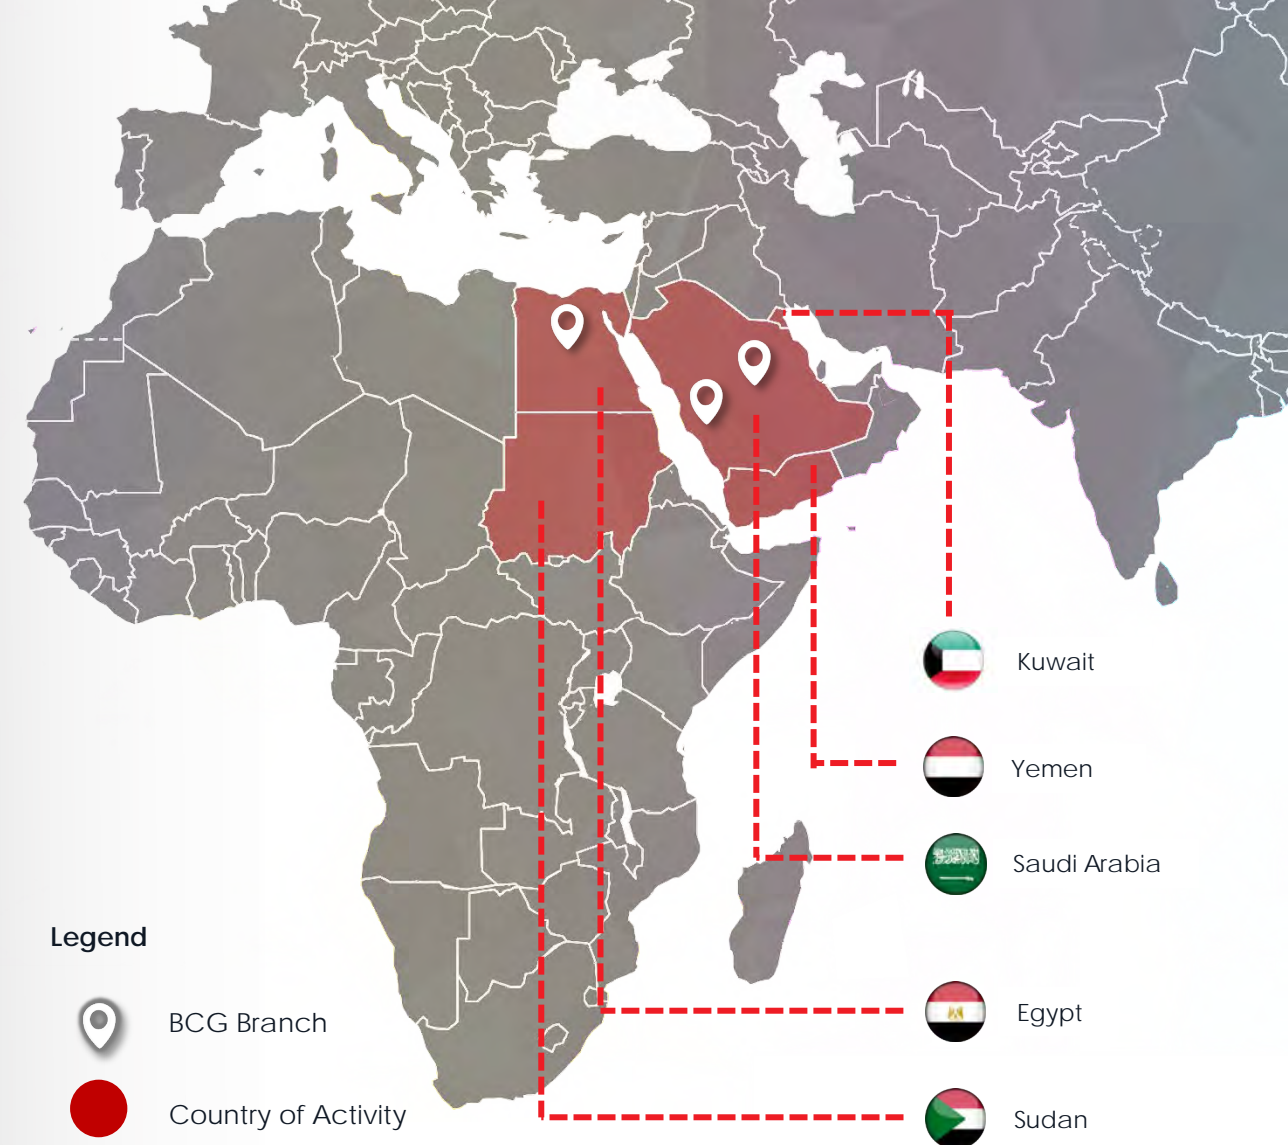 Kuwait
Yemen
Saudi Arabia
Legend
BCG Branch
Egypt
Country of Activity
Sudan